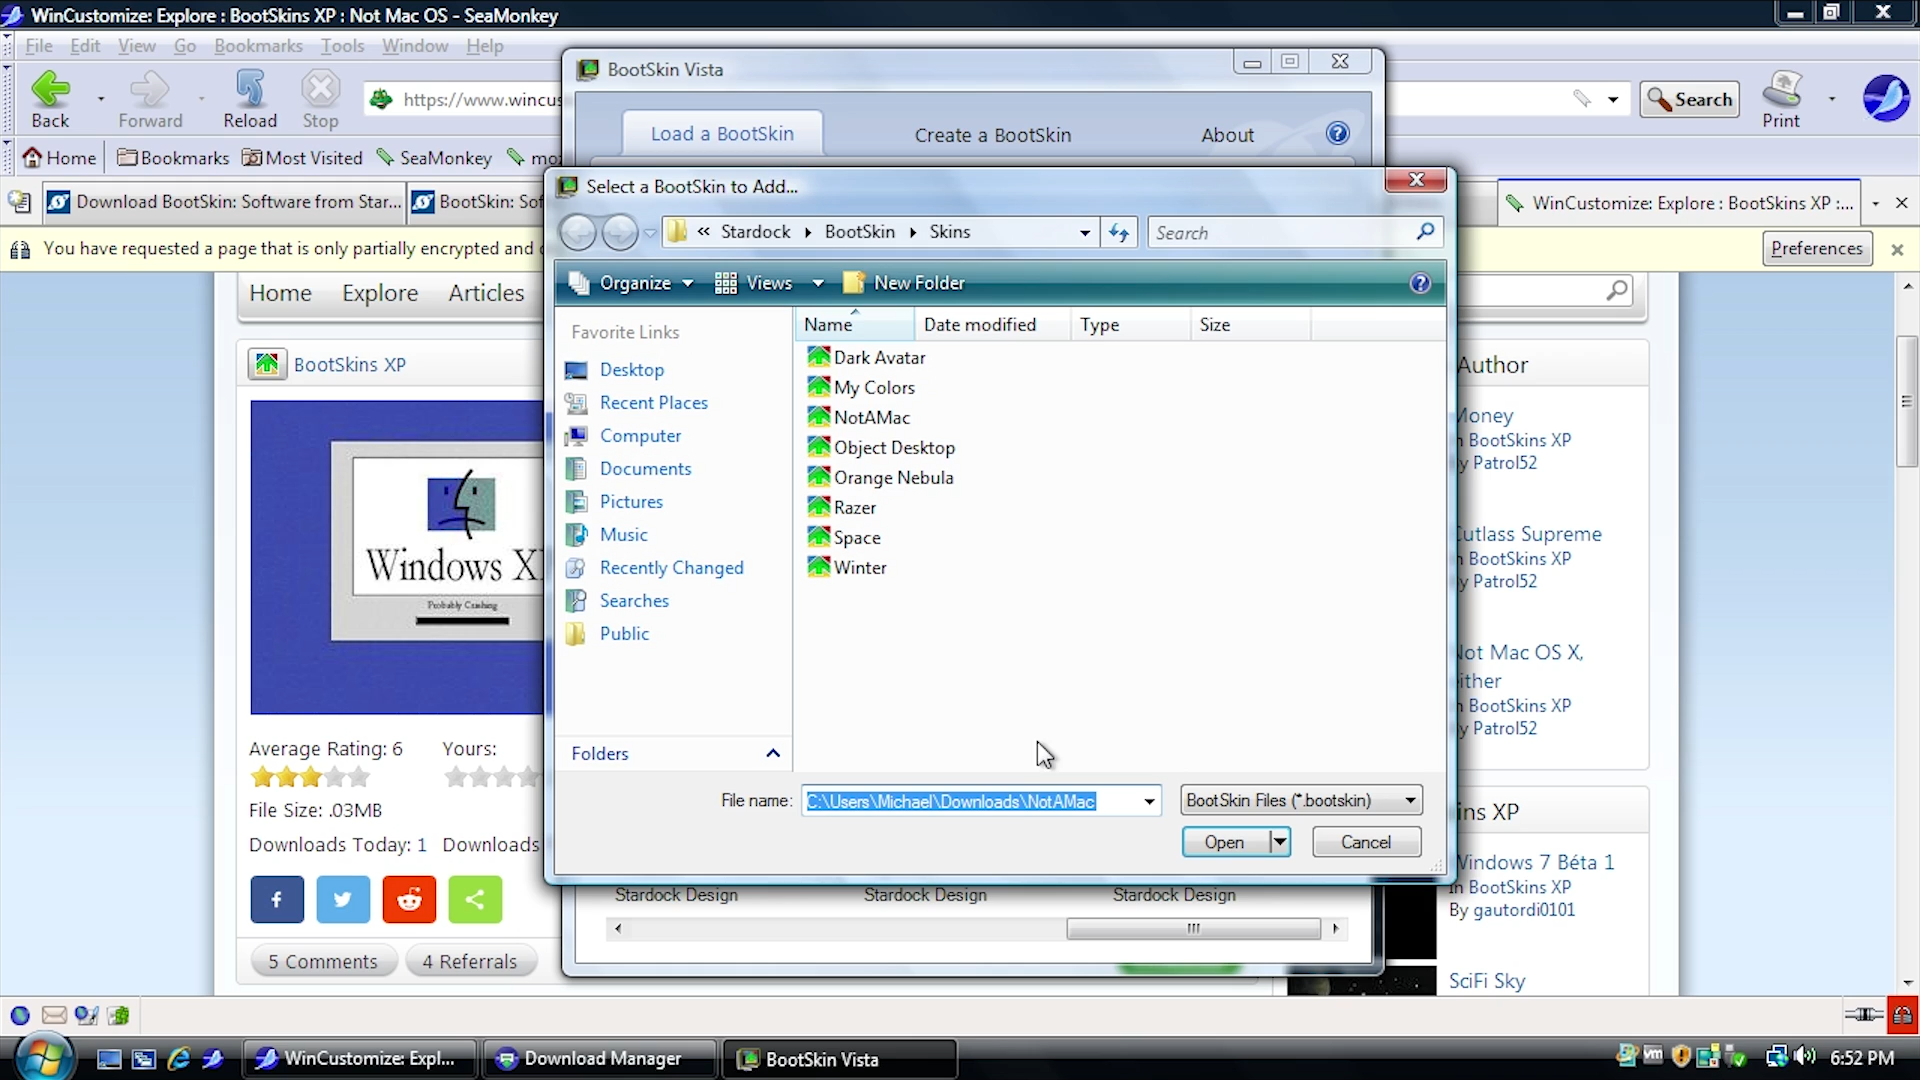 WinCustomize: Explore : BootSkins XP : Not Mac OS - SeaMonkey
File Edit View Go Bookmarks Tools Window Help
Back Forward Reload Stop
https://www.wincus
Search
Print
Home Bookmarks Most Visited SeaMonkey
Download BootSkin: Software from Star...
BootSkin: Sof
WinCustomize: Explore : BootSkins XP :...
You have requested a page that is only partially encrypted and
Preferences
BootSkin Vista
Load a BootSkin
Create a BootSkin
About
Select a BootSkin to Add...
« Stardock BootSkin Skins
Search
Organize Views New Folder
Favorite Links
Desktop
Recent Places
Computer
Documents
Pictures
Music
Recently Changed
Searches
Public
Folders
Name Date modified Type Size
Dark Avatar
My Colors
NotAMac
Object Desktop
Orange Nebula
Razer
Space
Winter
File name: C:\Users\Michael\Downloads\NotAMac
BootSkin Files (*.bootskin)
Open
Cancel
Stardock Design
Stardock Design
Stardock Design
Home Explore Articles
BootSkins XP
Windows X
Probably Crashing
Average Rating: 6 Yours:
File Size: .03MB
Downloads Today: 1 Downloads
5 Comments
4 Referrals
Author
Money
BootSkins XP
Patrol52
Cutlass Supreme
BootSkins XP
Patrol52
Not Mac OS X,
BootSkins XP
Patrol52
XP
Windows 7 Béta 1
In BootSkins XP
By gautordi0101
SciFi Sky
WinCustomize: Expl...
Download Manager
BootSkin Vista
vm
6:52 PM